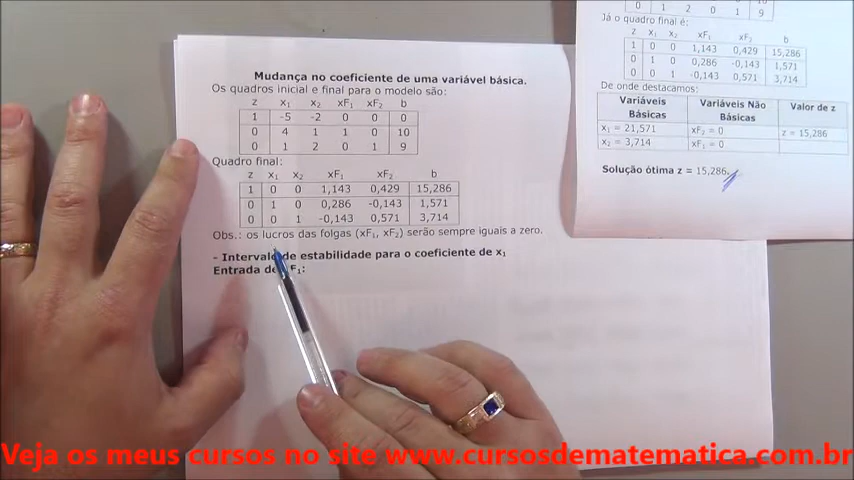 Mudança no coeficiente de uma variável básica.
Os quadros inicial e final para o modelo são:
z x₁ x₂ xF₁ xF₂ b
1 -5 -2 0 0 0
0 4 1 1 0 10
0 1 2 0 1 9
Quadro final:
z x₁ x₂ xF₁ xF₂ b
1 0 0 1,143 0,429 15,286
0 1 0 0,286 -0,143 1,571
0 0 1 -0,143 0,571 3,714
Obs.: os lucros das folgas (xF₁, xF₂) serão sempre iguais a zero.
- Intervalo de estabilidade para o coeficiente de x₁
Entrada de F₁:
0 1 2 0 1 9
Já o quadro final é:
z x₁ x₂ xF₁ xF₂ b
1 0 0 1,143 0,429 15,286
0 1 0 0,286 -0,143 1,571
0 0 1 -0,143 0,571 3,714
De onde destacamos:
Variáveis Básicas Variáveis Não Básicas Valor de z
x₁ = 21,571 xF₂ = 0 z = 15,286
x₂ = 3,714 xF₁ = 0
Solução ótima z = 15,286.
Veja os meus cursos no site www.cursosdematematica.com.br